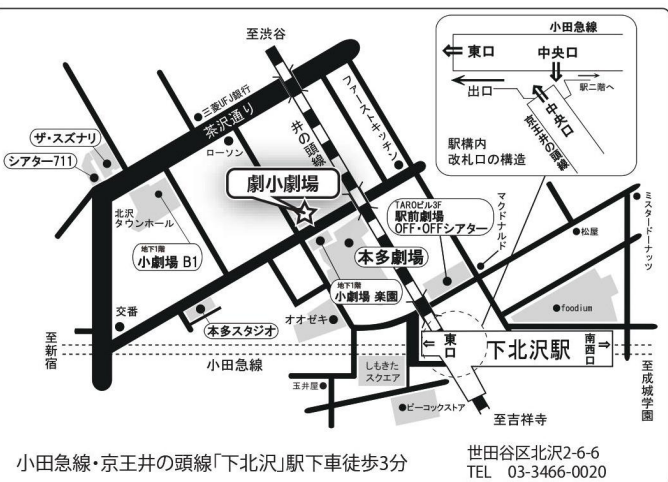 至渋谷
三菱UFJ銀行
茶沢通り
ローソン
井の頭線
ファーストキッチン
ザ・スズナリ
シアター711
北沢
タウンホール
地下1階
小劇場 B1
劇小劇場
TAROビル3F
駅前劇場
OFF・OFFシアター
マクドナルド
本多劇場
地下1階
小劇場 楽園
交番
本多スタジオ
オオゼキ
至新宿
小田急線
玉井屋
しもきた
スクエア
ピーコックストア
⇐東口
下北沢駅
南西口⇒
至吉祥寺
至成城学園
foodium
松屋
ミスタードーナッツ
小田急線
⇐東口
中央口
⇓
出口
駅二階へ
⇑中央口
京王井の頭線
駅構内
改札口の構造
小田急線・京王井の頭線「下北沢」駅下車徒歩3分
世田谷区北沢2-6-6
TEL 03-3466-0020